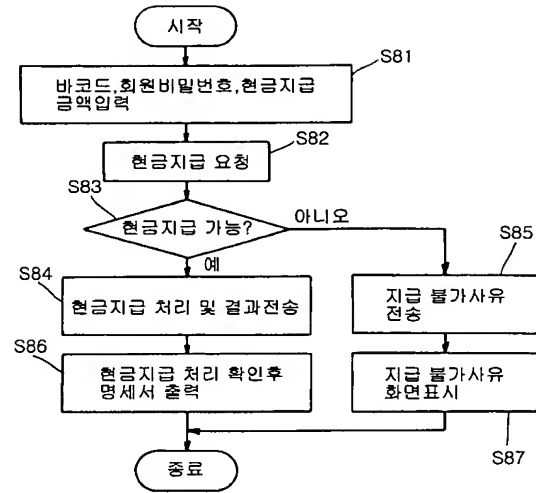 시작
S81
바코드,회원비밀번호,현금지급
금액입력
S82
현금지급 요청
S83
현금지급 가능?
아니오
예
S84
현금지급 처리 및 결과전송
S85
지급 불가사유
전송
S86
현금지급 처리 확인후
명세서 출력
지급 불가사유
화면표시
S87
종료